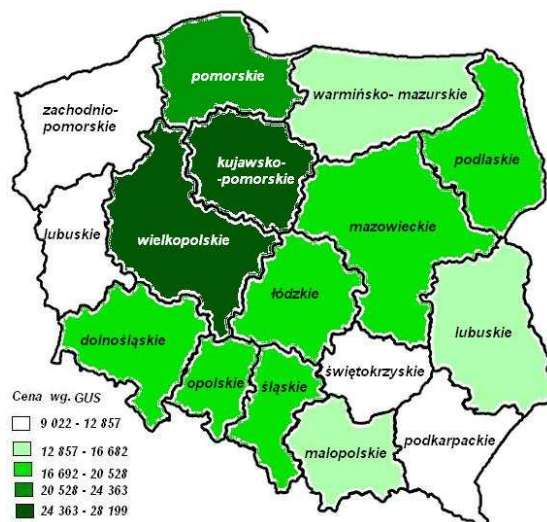 pomorskie
warmińsko- mazurskie
zachodnio-
pomorskie
podlaskie
kujawsko-
-pomorskie
lubuskie
wielkopolskie
mazowieckie
łódzkie
lubuskie
dolnośląskie
opolskie
śląskie
świętokrzyskie
podkarpackie
malopolskie
Cena wg. GUS
9 022 - 12 857
12 857 - 16 682
16 692 - 20 528
20 528 - 24 363
24 363 - 28 199